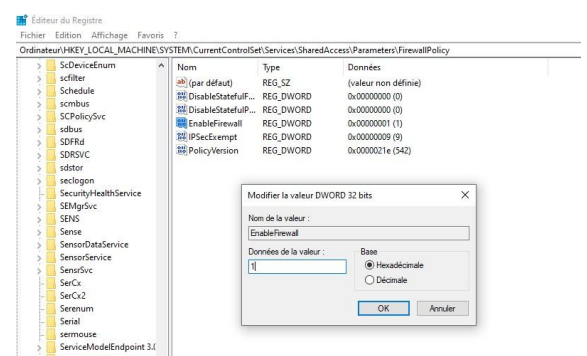 Éditeur du Registre
Fichier Edition Affichage Favoris ?
Ordinateur\HKEY_LOCAL_MACHINE\SYSTEM\CurrentControlSet\Services\SharedAccess\Parameters\FirewallPolicy
ScDeviceEnum
scfilter
Schedule
scmbus
SCPolicySvc
sdbus
SDFRd
SDRSVC
sdstor
seclogon
SecurityHealthService
SEMgrSvc
SENS
Sense
SensorDataService
SensorService
SensrSvc
SerCx
SerCx2
Serenum
Serial
sermouse
ServiceModelEndpoint 3.(
Nom Type Données
ab (par défaut) REG_SZ (valeur non définie)
DisableStatefulF... REG_DWORD 0x00000000 (0)
DisableStatefulP... REG_DWORD 0x00000000 (0)
EnableFirewall REG_DWORD 0x00000001 (1)
IPSecExempt REG_DWORD 0x00000009 (9)
PolicyVersion REG_DWORD 0x0000021e (542)
Modifier la valeur DWORD 32 bits
Nom de la valeur :
EnableFirewall
Données de la valeur :
1
Base
Hexadécimale
Décimale
OK Annuler